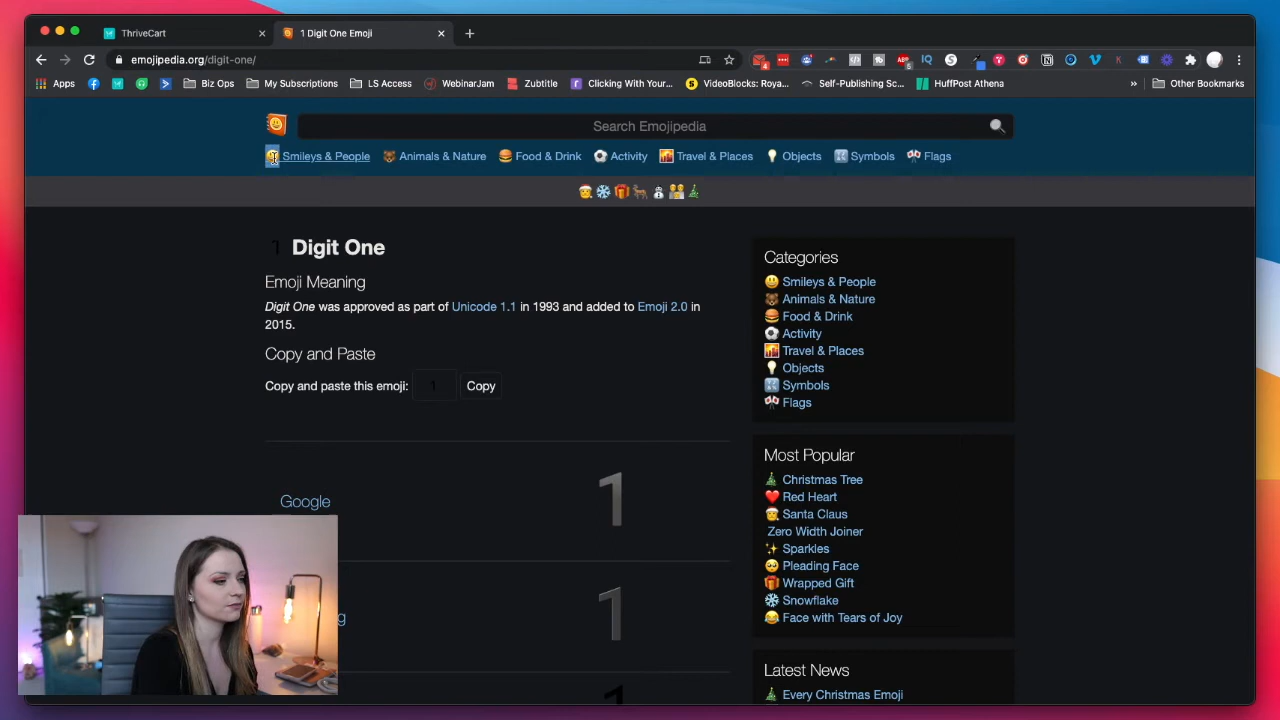 ThriveCart
1 Digit One Emoji
emojipedia.org/digit-one/
Apps
Biz Ops
My Subscriptions
LS Access
WebinarJam
Zubtitle
Clicking With Your...
VideoBlocks: Roya...
Self-Publishing Sc...
HuffPost Athena
Other Bookmarks
Search Emojipedia
Smileys & People
Animals & Nature
Food & Drink
Activity
Travel & Places
Objects
Symbols
Flags
1 Digit One
Emoji Meaning
Digit One was approved as part of Unicode 1.1 in 1993 and added to Emoji 2.0 in
2015.
Copy and Paste
Copy and paste this emoji: 1 Copy
Google
1
1
Categories
Smileys & People
Animals & Nature
Food & Drink
Activity
Travel & Places
Objects
Symbols
Flags
Most Popular
Christmas Tree
Red Heart
Santa Claus
Zero Width Joiner
Sparkles
Pleading Face
Wrapped Gift
Snowflake
Face with Tears of Joy
Latest News
Every Christmas Emoji